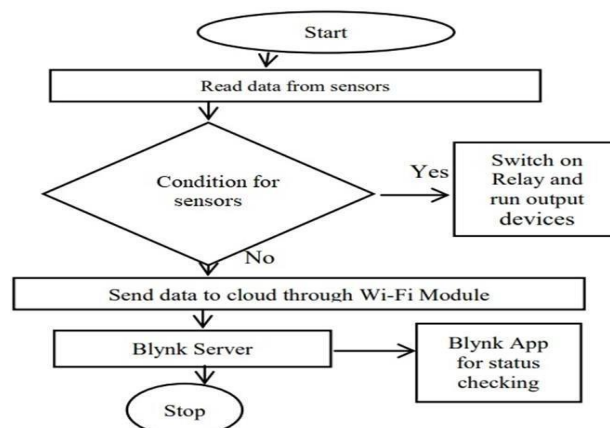 Start
Read data from sensors
Condition for
sensors
Yes
Switch on
Relay and
run output
devices
No
Send data to cloud through Wi-Fi Module
Blynk Server
Blynk App
for status
checking
Stop